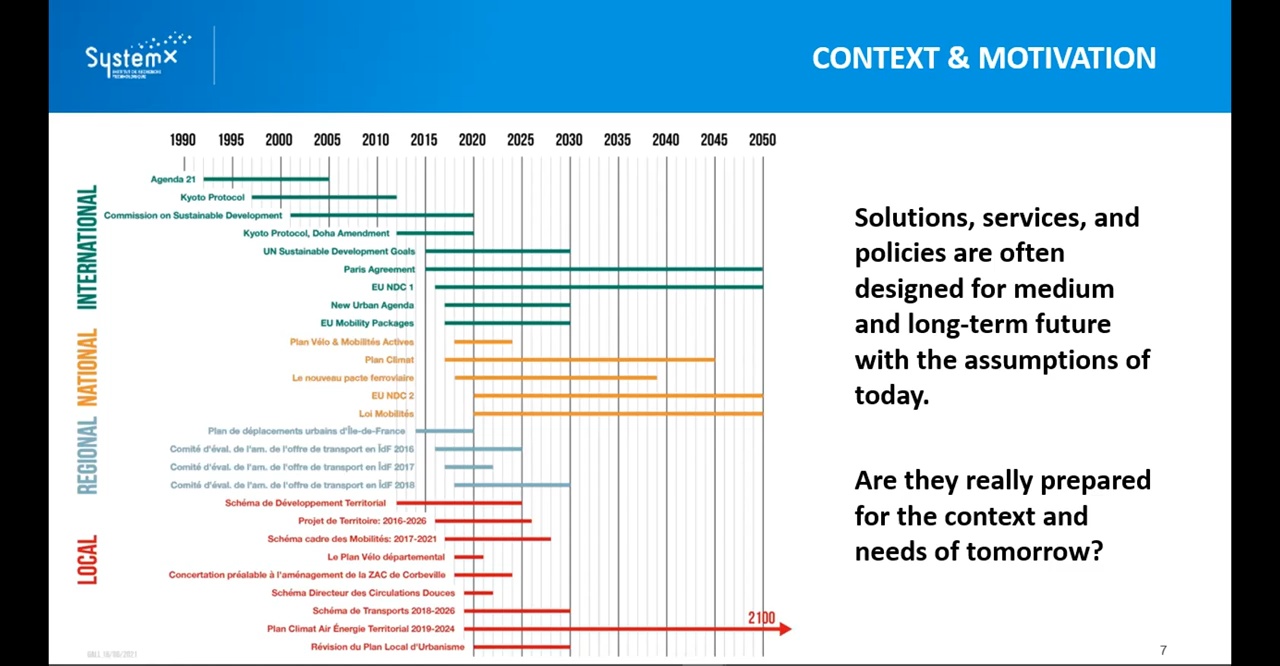 SystemX
INSTITUT DE RECHERCHE
TECHNOLOGIQUE
CONTEXT & MOTIVATION
1990 1995 2000 2005 2010 2015 2020 2025 2030 2035 2040 2045 2050
INTERNATIONAL
Agenda 21
Kyoto Protocol
Commission on Sustainable Development
Kyoto Protocol, Doha Amendment
UN Sustainable Development Goals
Paris Agreement
EU NDC 1
New Urban Agenda
EU Mobility Packages
NATIONAL
Plan Vélo & Mobilités Actives
Plan Climat
Le nouveau pacte ferroviaire
EU NDC 2
Loi Mobilités
REGIONAL
Plan de déplacements urbains d'Île-de-France
Comité d'éval. de l'am. de l'offre de transport en ÎdF 2016
Comité d'éval. de l'am. de l'offre de transport en ÎdF 2017
Comité d'éval. de l'am. de l'offre de transport en ÎdF 2018
LOCAL
Schéma de Développement Territorial
Projet de Territoire: 2016-2026
Schéma cadre des Mobilités: 2017-2021
Le Plan Vélo départemental
Concertation préalable à l'aménagement de la ZAC de Corbeville
Schéma Directeur des Circulations Douces
Schéma de Transports 2018-2026
Plan Climat Air Énergie Territorial 2019-2024
Révision du Plan Local d'Urbanisme
2100
Solutions, services, and
policies are often
designed for medium
and long-term future
with the assumptions of
today.
Are they really prepared
for the context and
needs of tomorrow?
7